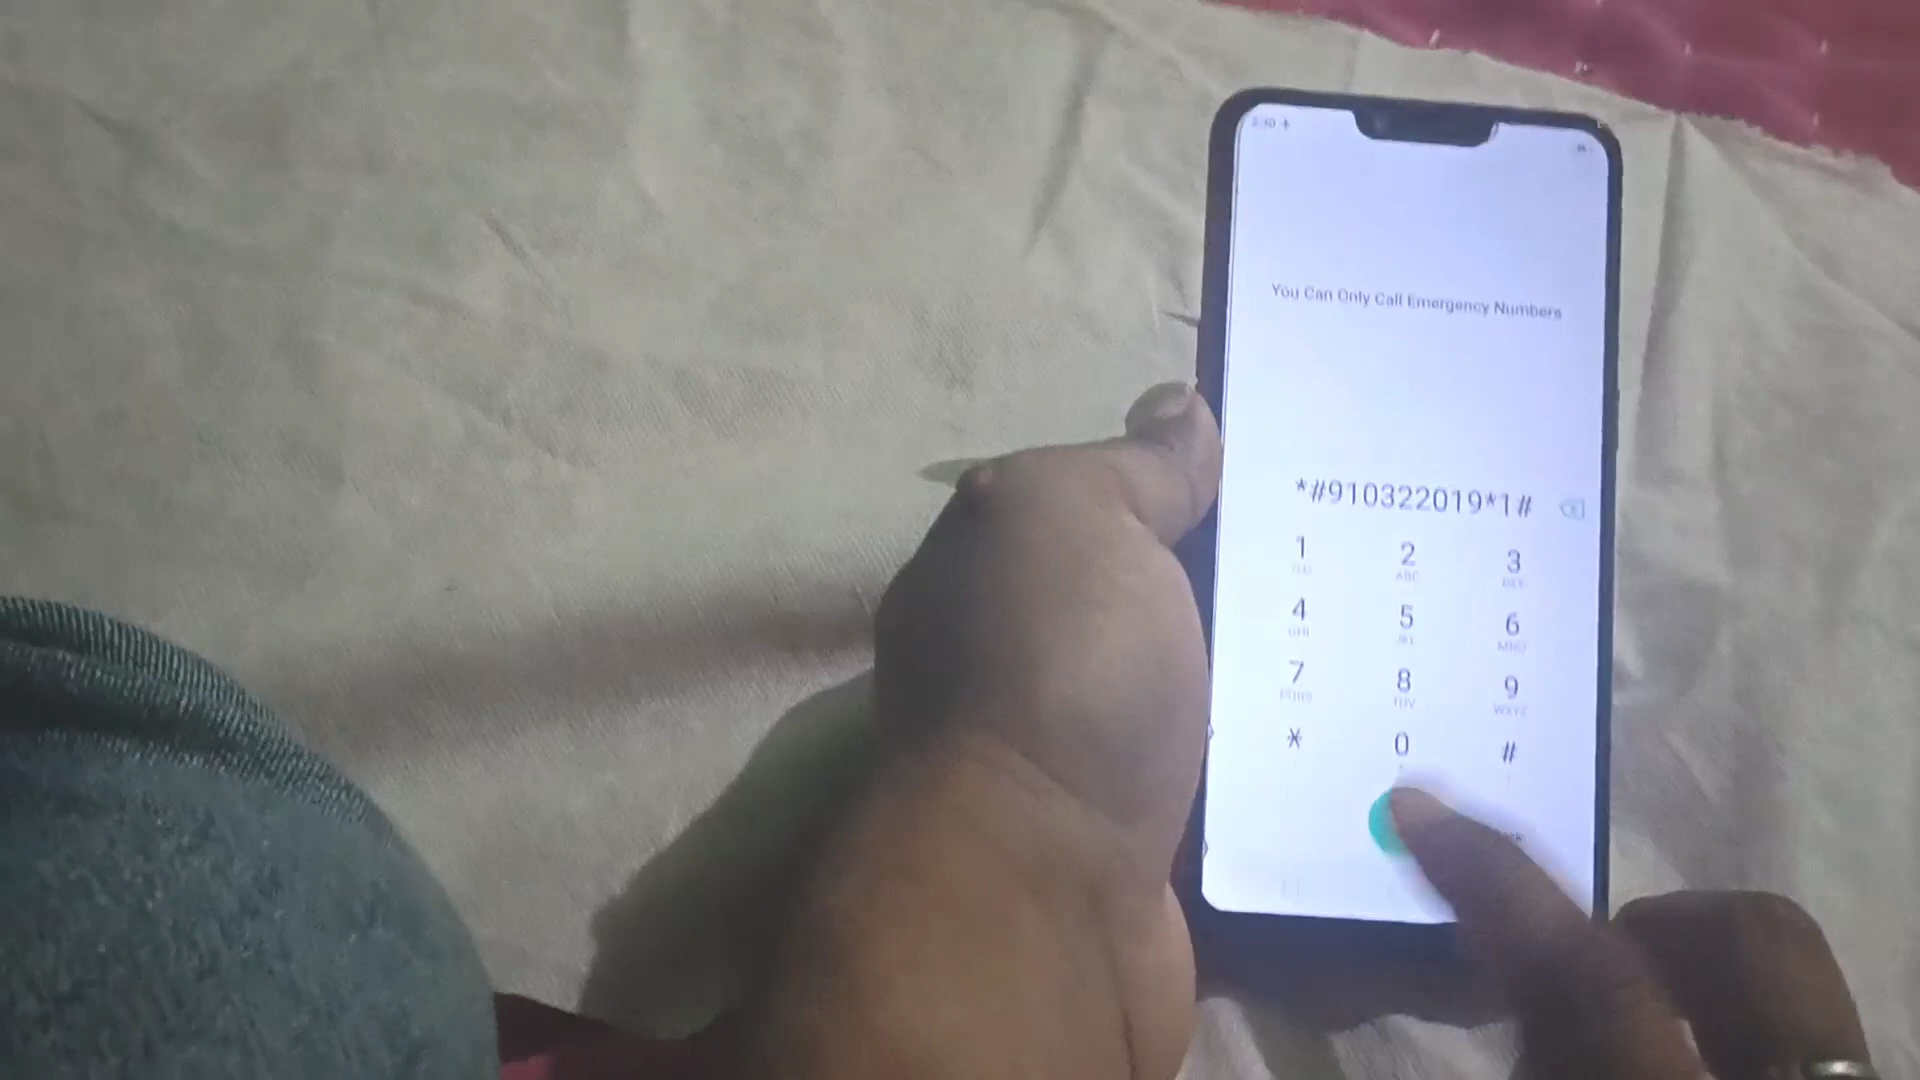 You Can Only Call Emergency Numbers
*#910322019*1#
1 2 3
ABC DEF
4 5 6
GHI JKL MNO
7 8 9
PQRS TUV WXYZ
* 0 #